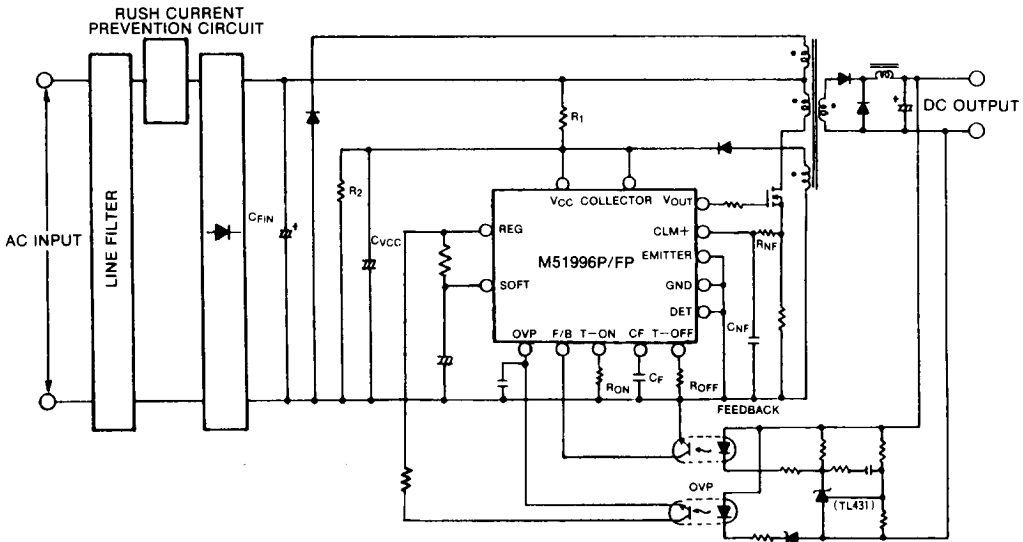 RUSH CURRENT
PREVENTION CIRCUIT
AC INPUT
LINE FILTER
CFIN
R2
CVCC
R1
DC OUTPUT
VCC COLLECTOR VOUT
REG
CLM+
RNF
M51996P/FP
EMITTER
SOFT
GND
DET
CNF
OVP F/B T-ON CF T-OFF
RON
CF
ROFF
FEEDBACK
OVP
(TL431)